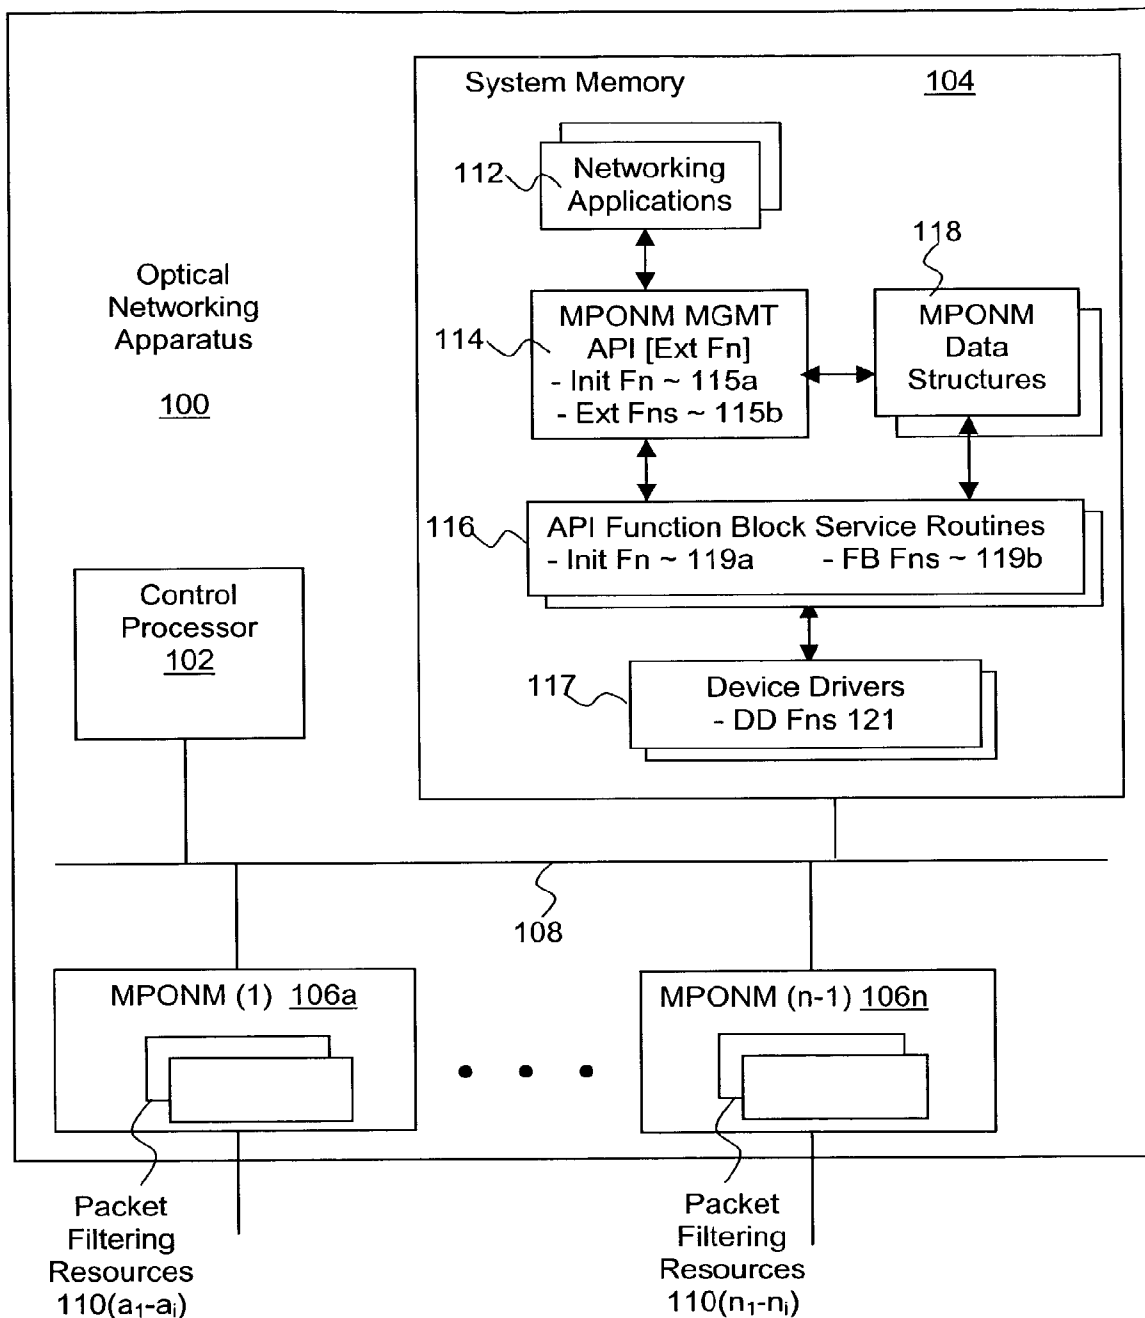 System Memory 104
112
Networking
Applications
118
Optical
Networking
Apparatus
100
114
MPONM MGMT
API [Ext Fn]
- Init Fn ~ 115a
- Ext Fns ~ 115b
MPONM
Data
Structures
116
API Function Block Service Routines
- Init Fn ~ 119a - FB Fns ~ 119b
Control
Processor
102
117
Device Drivers
- DD Fns 121
108
MPONM (1) 106a
MPONM (n-1) 106n
Packet
Filtering
Resources
110(a₁-aᵢ)
Packet
Filtering
Resources
110(n₁-nᵢ)